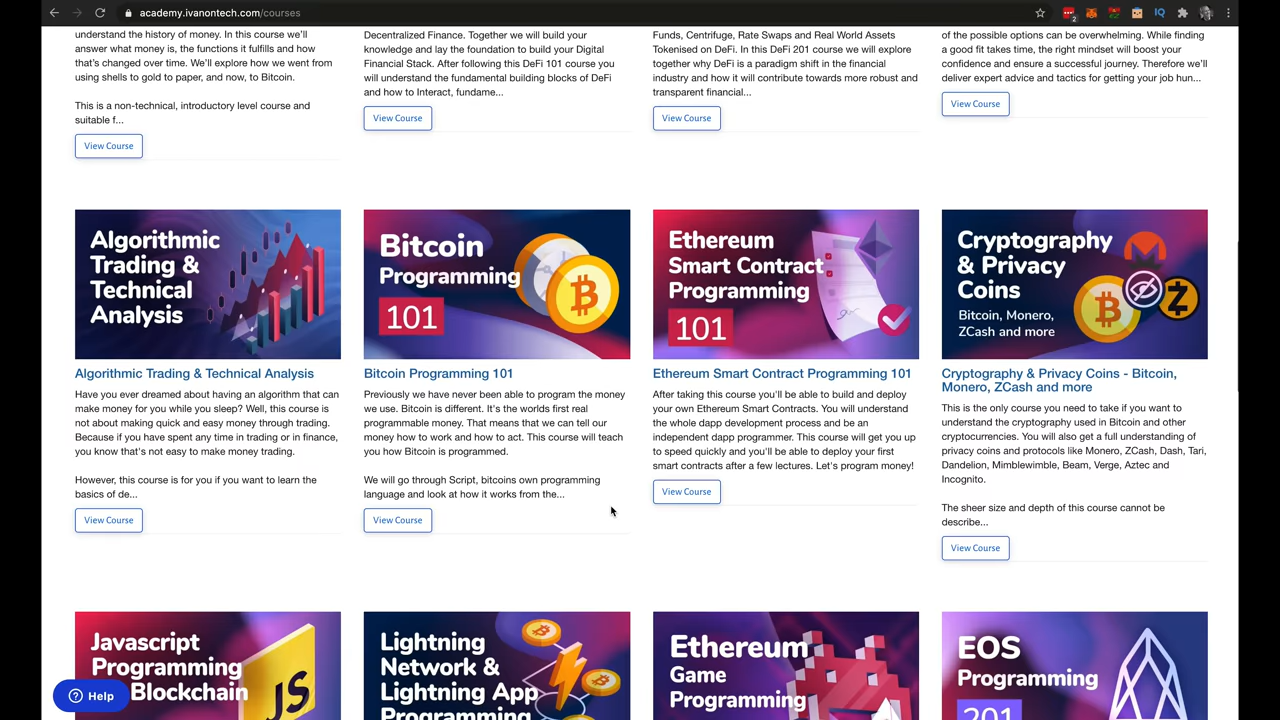 academy.ivanontech.com/courses
2
IQ
understand the history of money. In this course we'll
answer what money is, the functions it fulfills and how
that's changed over time. We'll explore how we went from
using shells to gold to paper, and now, to Bitcoin.
This is a non-technical, introductory level course and
suitable f...
View Course
Decentralized Finance. Together we will build your
knowledge and lay the foundation to build your Digital
Financial Stack. After following this DeFi 101 course you
will understand the fundamental building blocks of DeFi
and how to Interact, fundame...
View Course
Funds, Centrifuge, Rate Swaps and Real World Assets
Tokenised on DeFi. In this DeFi 201 course we will explore
together why DeFi is a paradigm shift in the financial
industry and how it will contribute towards more robust and
transparent financial...
View Course
of the possible options can be overwhelming. While finding
a good fit takes time, the right mindset will boost your
confidence and ensure a successful journey. Therefore we'll
deliver expert advice and tactics for getting your job hun...
View Course
Algorithmic
Trading &
Technical
Analysis
Algorithmic Trading & Technical Analysis
Have you ever dreamed about having an algorithm that can
make money for you while you sleep? Well, this course is
not about making quick and easy money through trading.
Because if you have spent any time in trading or in finance,
you know that's not easy to make money trading.
However, this course is for you if you want to learn the
basics of de...
View Course
Bitcoin
Programming
101
Bitcoin Programming 101
Previously we have never been able to program the money
we use. Bitcoin is different. It's the worlds first real
programmable money. That means that we can tell our
money how to work and how to act. This course will teach
you how Bitcoin is programmed.
We will go through Script, bitcoins own programming
language and look at how it works from the...
View Course
Ethereum
Smart Contract
Programming
101
Ethereum Smart Contract Programming 101
After taking this course you'll be able to build and deploy
your own Ethereum Smart Contracts. You will understand
the whole dapp development process and be an
independent dapp programmer. This course will get you up
to speed quickly and you'll be able to deploy your first
smart contracts after a few lectures. Let's program money!
View Course
Cryptography
& Privacy
Coins
Bitcoin, Monero,
ZCash and more
Cryptography & Privacy Coins - Bitcoin,
Monero, ZCash and more
This is the only course you need to take if you want to
understand the cryptography used in Bitcoin and other
cryptocurrencies. You will also get a full understanding of
privacy coins and protocols like Monero, ZCash, Dash, Tari,
Dandelion, Mimblewimble, Beam, Verge, Aztec and
Incognito.
The sheer size and depth of this course cannot be
describe...
View Course
Javascript
Programming
Blockchain
JS
Lightning
Network &
Lightning App
Programming
Ethereum
Game
Programming
EOS
Programming
201
Help